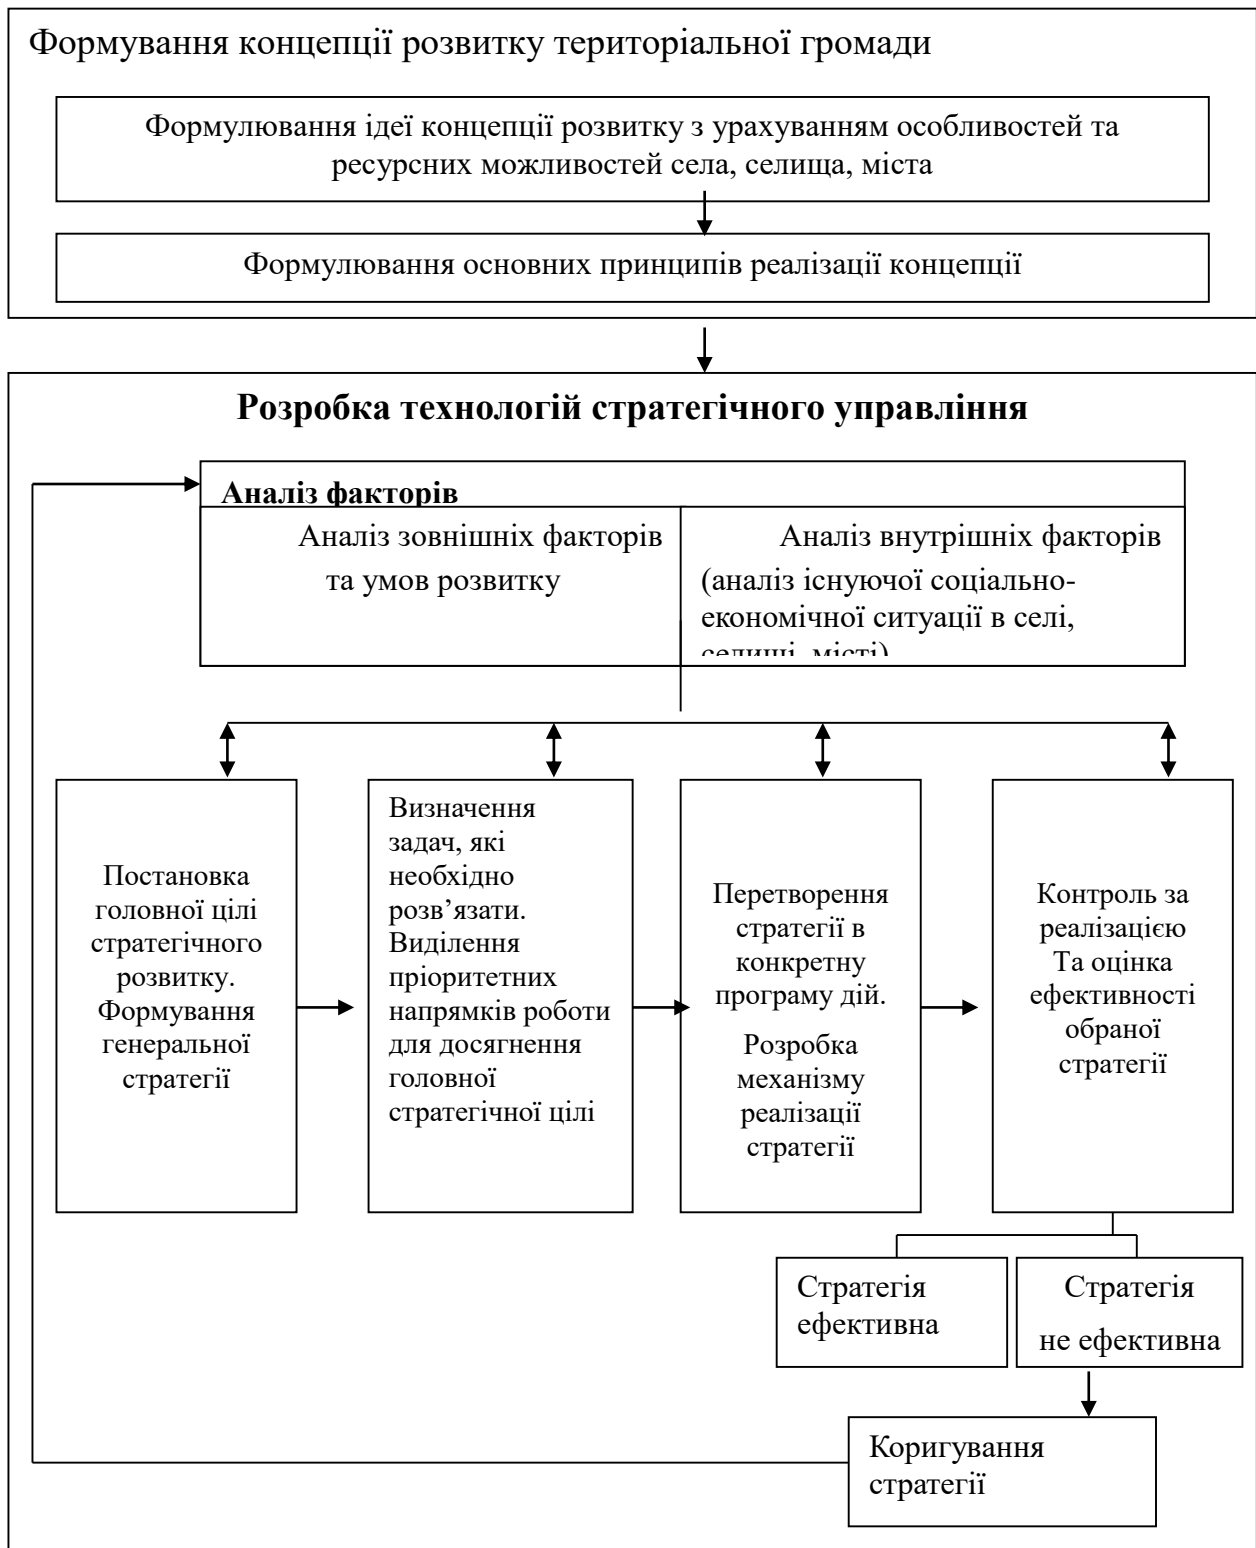 Формування концепції розвитку територіальної громади
Формулювання ідеї концепції розвитку з урахуванням особливостей та
ресурсних можливостей села, селища, міста
Формулювання основних принципів реалізації концепції
Розробка технологій стратегічного управління
Аналіз факторів
Аналіз зовнішніх факторів
та умов розвитку
Аналіз внутрішніх факторів
(аналіз існуючої соціально-
економічної ситуації в селі,
селищі, місті)
Постановка
головної цілі
стратегічного
розвитку.
Формування
генеральної
стратегії
Визначення
задач, які
необхідно
розв’язати.
Виділення
пріоритетних
напрямків роботи
для досягнення
головної
стратегічної цілі
Перетворення
стратегії в
конкретну
програму дій.
Розробка
механізму
реалізації
стратегії
Контроль за
реалізацією
Та оцінка
ефективності
обраної
стратегії
Стратегія
ефективна
Стратегія
не ефективна
Коригування
стратегії